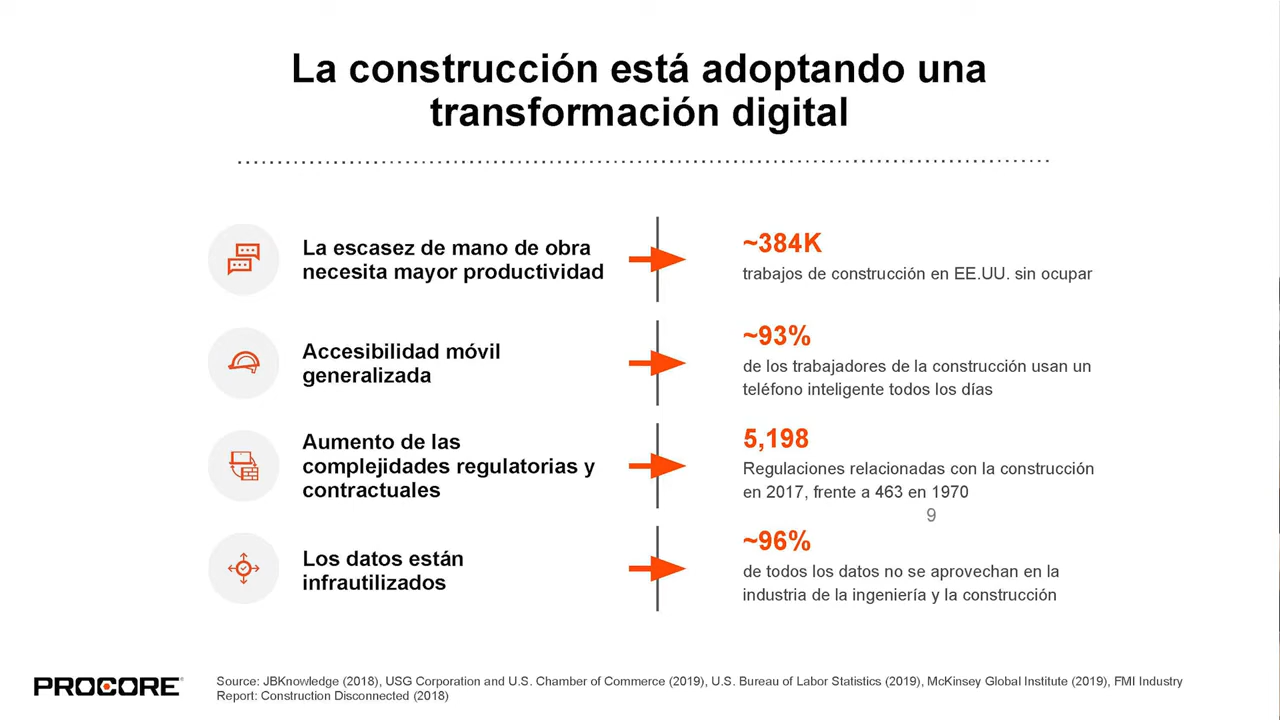 La construcción está adoptando una
transformación digital
La escasez de mano de obra
necesita mayor productividad
~384K
trabajos de construcción en EE.UU. sin ocupar
Accesibilidad móvil
generalizada
~93%
de los trabajadores de la construcción usan un
teléfono inteligente todos los días
Aumento de las
complejidades regulatorias y
contractuales
5,198
Regulaciones relacionadas con la construcción
en 2017, frente a 463 en 1970
9
Los datos están
infrautilizados
~96%
de todos los datos no se aprovechan en la
industria de la ingeniería y la construcción
PROCORE
Source: JBKnowledge (2018), USG Corporation and U.S. Chamber of Commerce (2019), U.S. Bureau of Labor Statistics (2019), McKinsey Global Institute (2019), FMI Industry
Report: Construction Disconnected (2018)